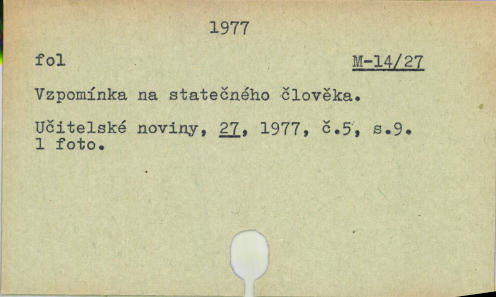 1977
fol M-14/27
Vzpomínka na statečného člověka.
Učitelské noviny, 27, 1977, č.5, s.9.
1 foto.